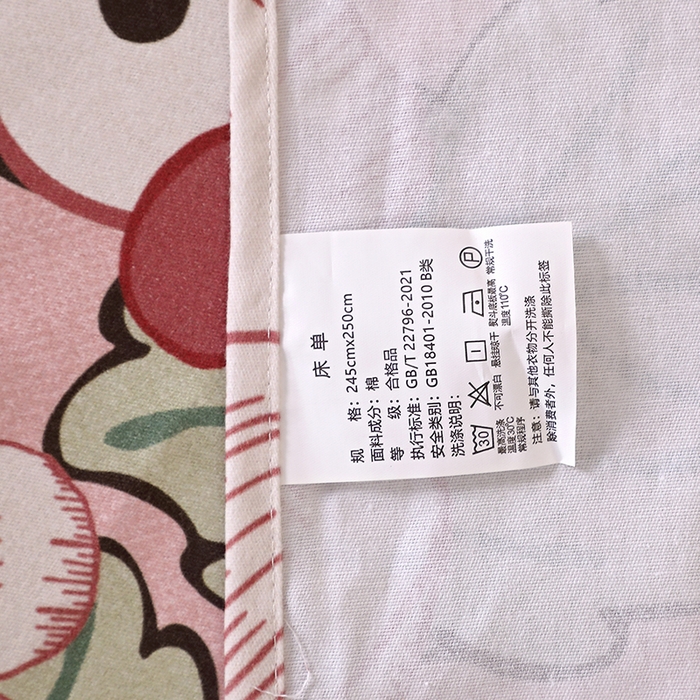 床单
规 格：245cmx250cm
面料成分：棉
等 级：合格品
执行标准：GB/T 22796-2021
安全类别：GB18401-2010 B类
洗涤说明：
30
P
最高洗涤
温度30℃
常规程序
不可漂白
悬挂晾干
熨斗底板最高
温度110℃
常规干洗
注意：请与其他衣物分开洗涤
除消费者外，任何人不能撕除此标签